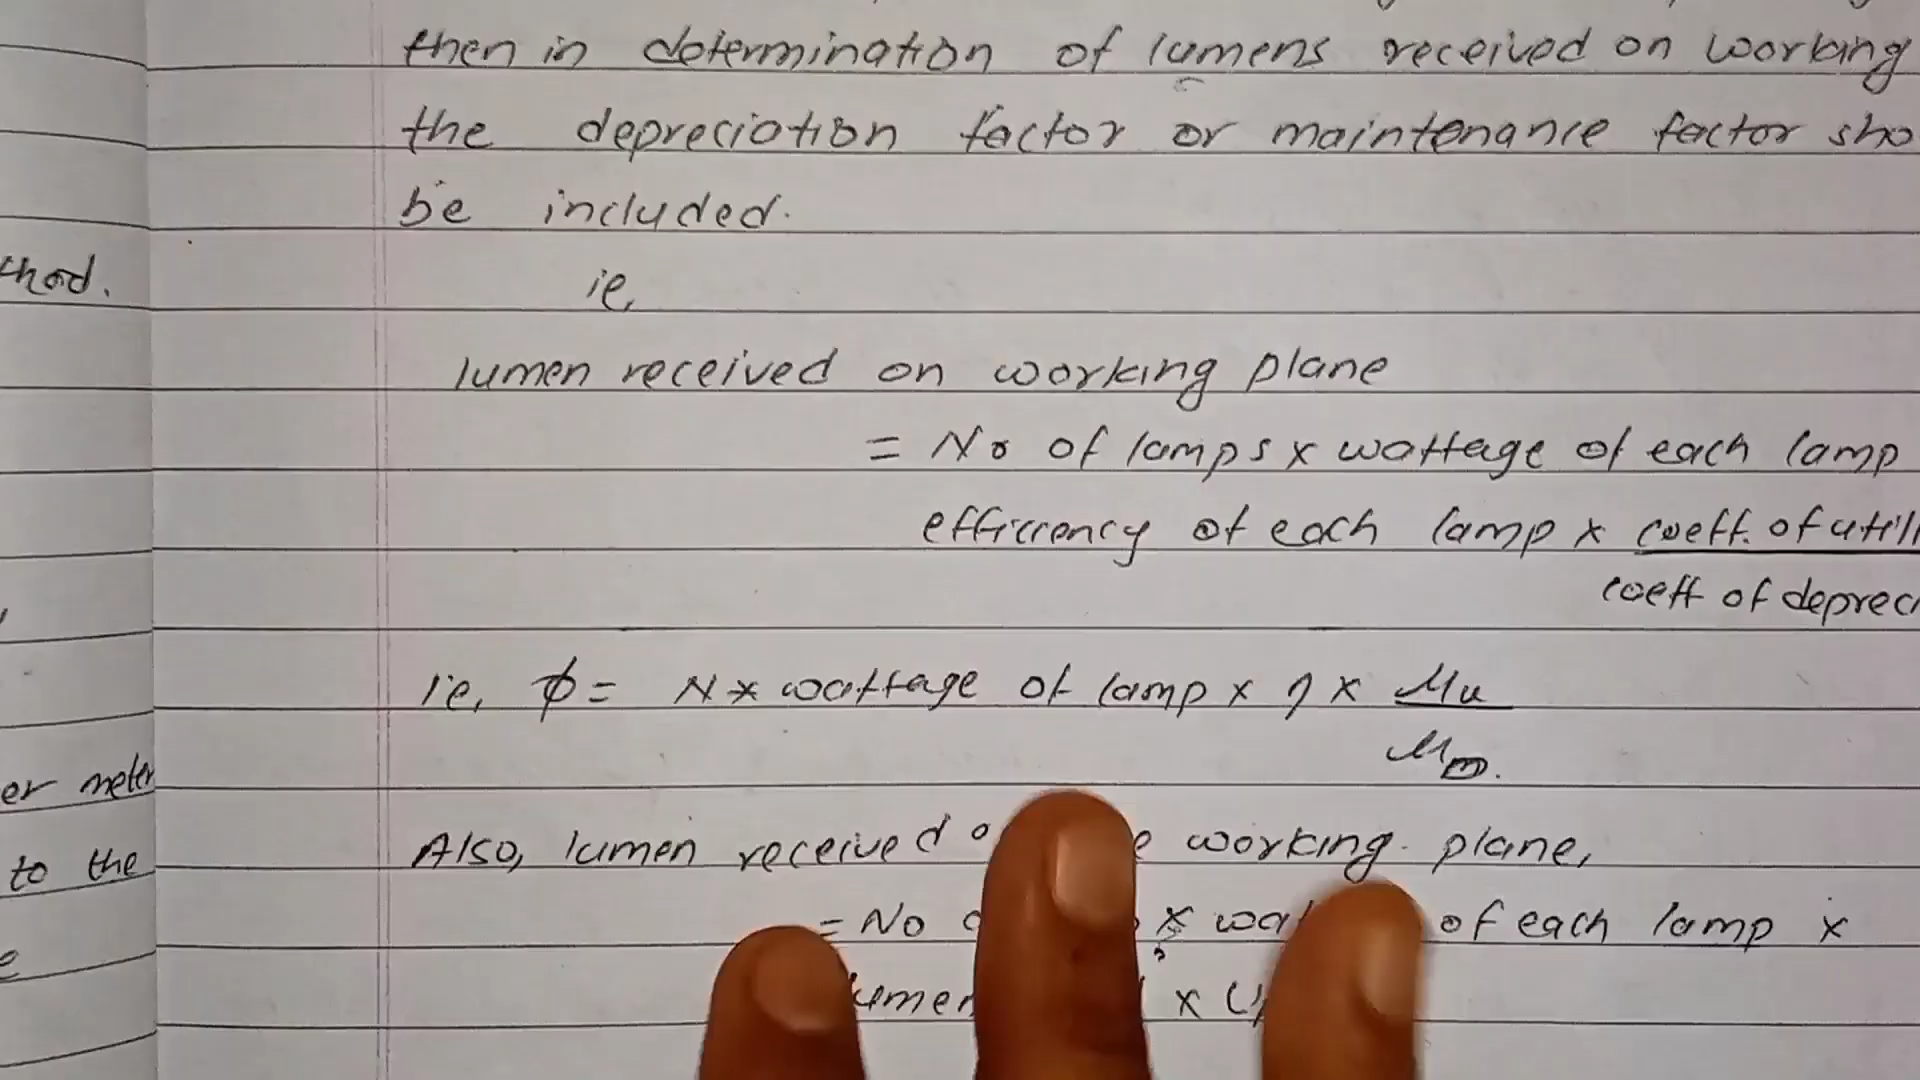 thod.
er meter
to the
then in determination of lumens received on working
the depreciation factor or maintenance factor sho
be included.
ie,
lumen received on working plane
= No of lamps x wattage of each lamp
efficiency of each lamp x coeff. of utili
coeff of depreci
ie, φ = N x wattage of lamp x η x Mu
MD.
Also, lumen received working plane,
= No x of each lamp x
x